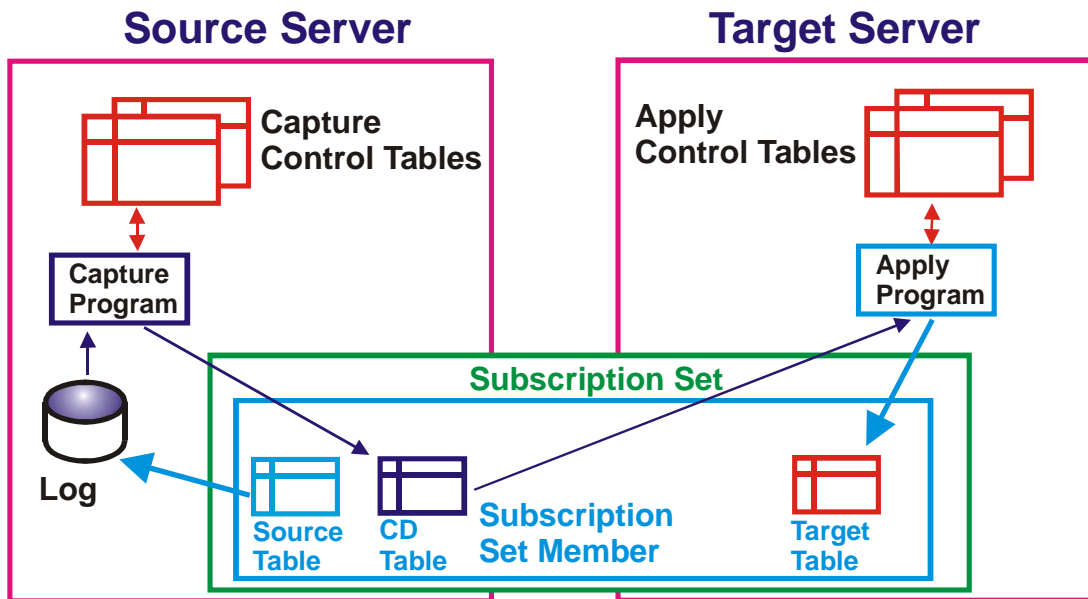 Source Server
Target Server
Capture
Control Tables
Apply
Control Tables
Capture
Program
Apply
Program
Subscription Set
Log
Source
Table
CD
Table
Subscription
Set Member
Target
Table